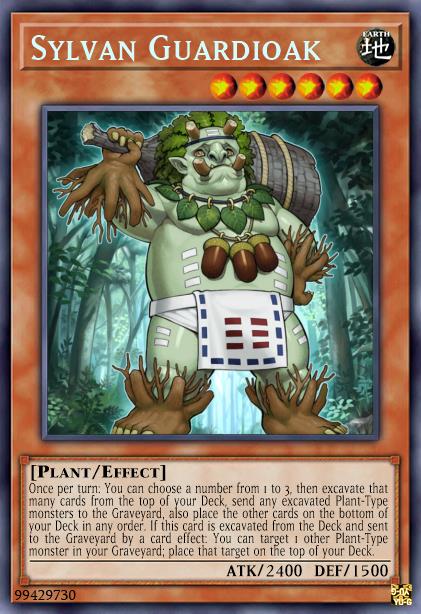 SYLVAN GUARDIOAK
EARTH
地
[PLANT/EFFECT]
Once per turn: You can choose a number from 1 to 3, then excavate that
many cards from the top of your Deck, send any excavated Plant-Type
monsters to the Graveyard, also place the other cards on the bottom of
your Deck in any order. If this card is excavated from the Deck and sent
to the Graveyard by a card effect: You can target 1 other Plant-Type
monster in your Graveyard; place that target on the top of your Deck.
ATK/2400 DEF/1500
99429730